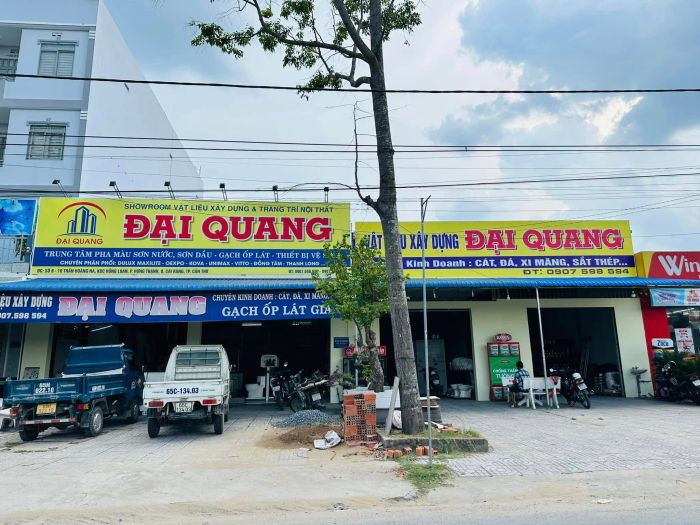 SHOWROOM VẬT LIỆU XÂY DỰNG & TRANG TRÍ NỘI THẤT
ĐẠI QUANG
ĐẠI QUANG
TRUNG TÂM PHA MÀU SƠN NƯỚC, SƠN DẦU - GẠCH ỐP LÁT - THIẾT BỊ VỆ
CHUYÊN PHÂN PHỐI: DULUX MAXILITE - OEXPO - KOVA - UNIMAX - VITTO - ĐỒNG TÂM - THANH LONG
VẬT LIỆU XÂY DỰNG ĐẠI QUANG
Kinh Doanh : CÁT, ĐÁ, XI MĂNG, SẮT THÉP...
ĐT: 0907 598 594
Win
LIỆU XÂY DỰNG
0907 598 594
ĐẠI QUANG
CHUYÊN KINH DOANH : CÁT, ĐÁ, XI MĂNG
GẠCH ỐP LÁT GIÁ
65C-134.03